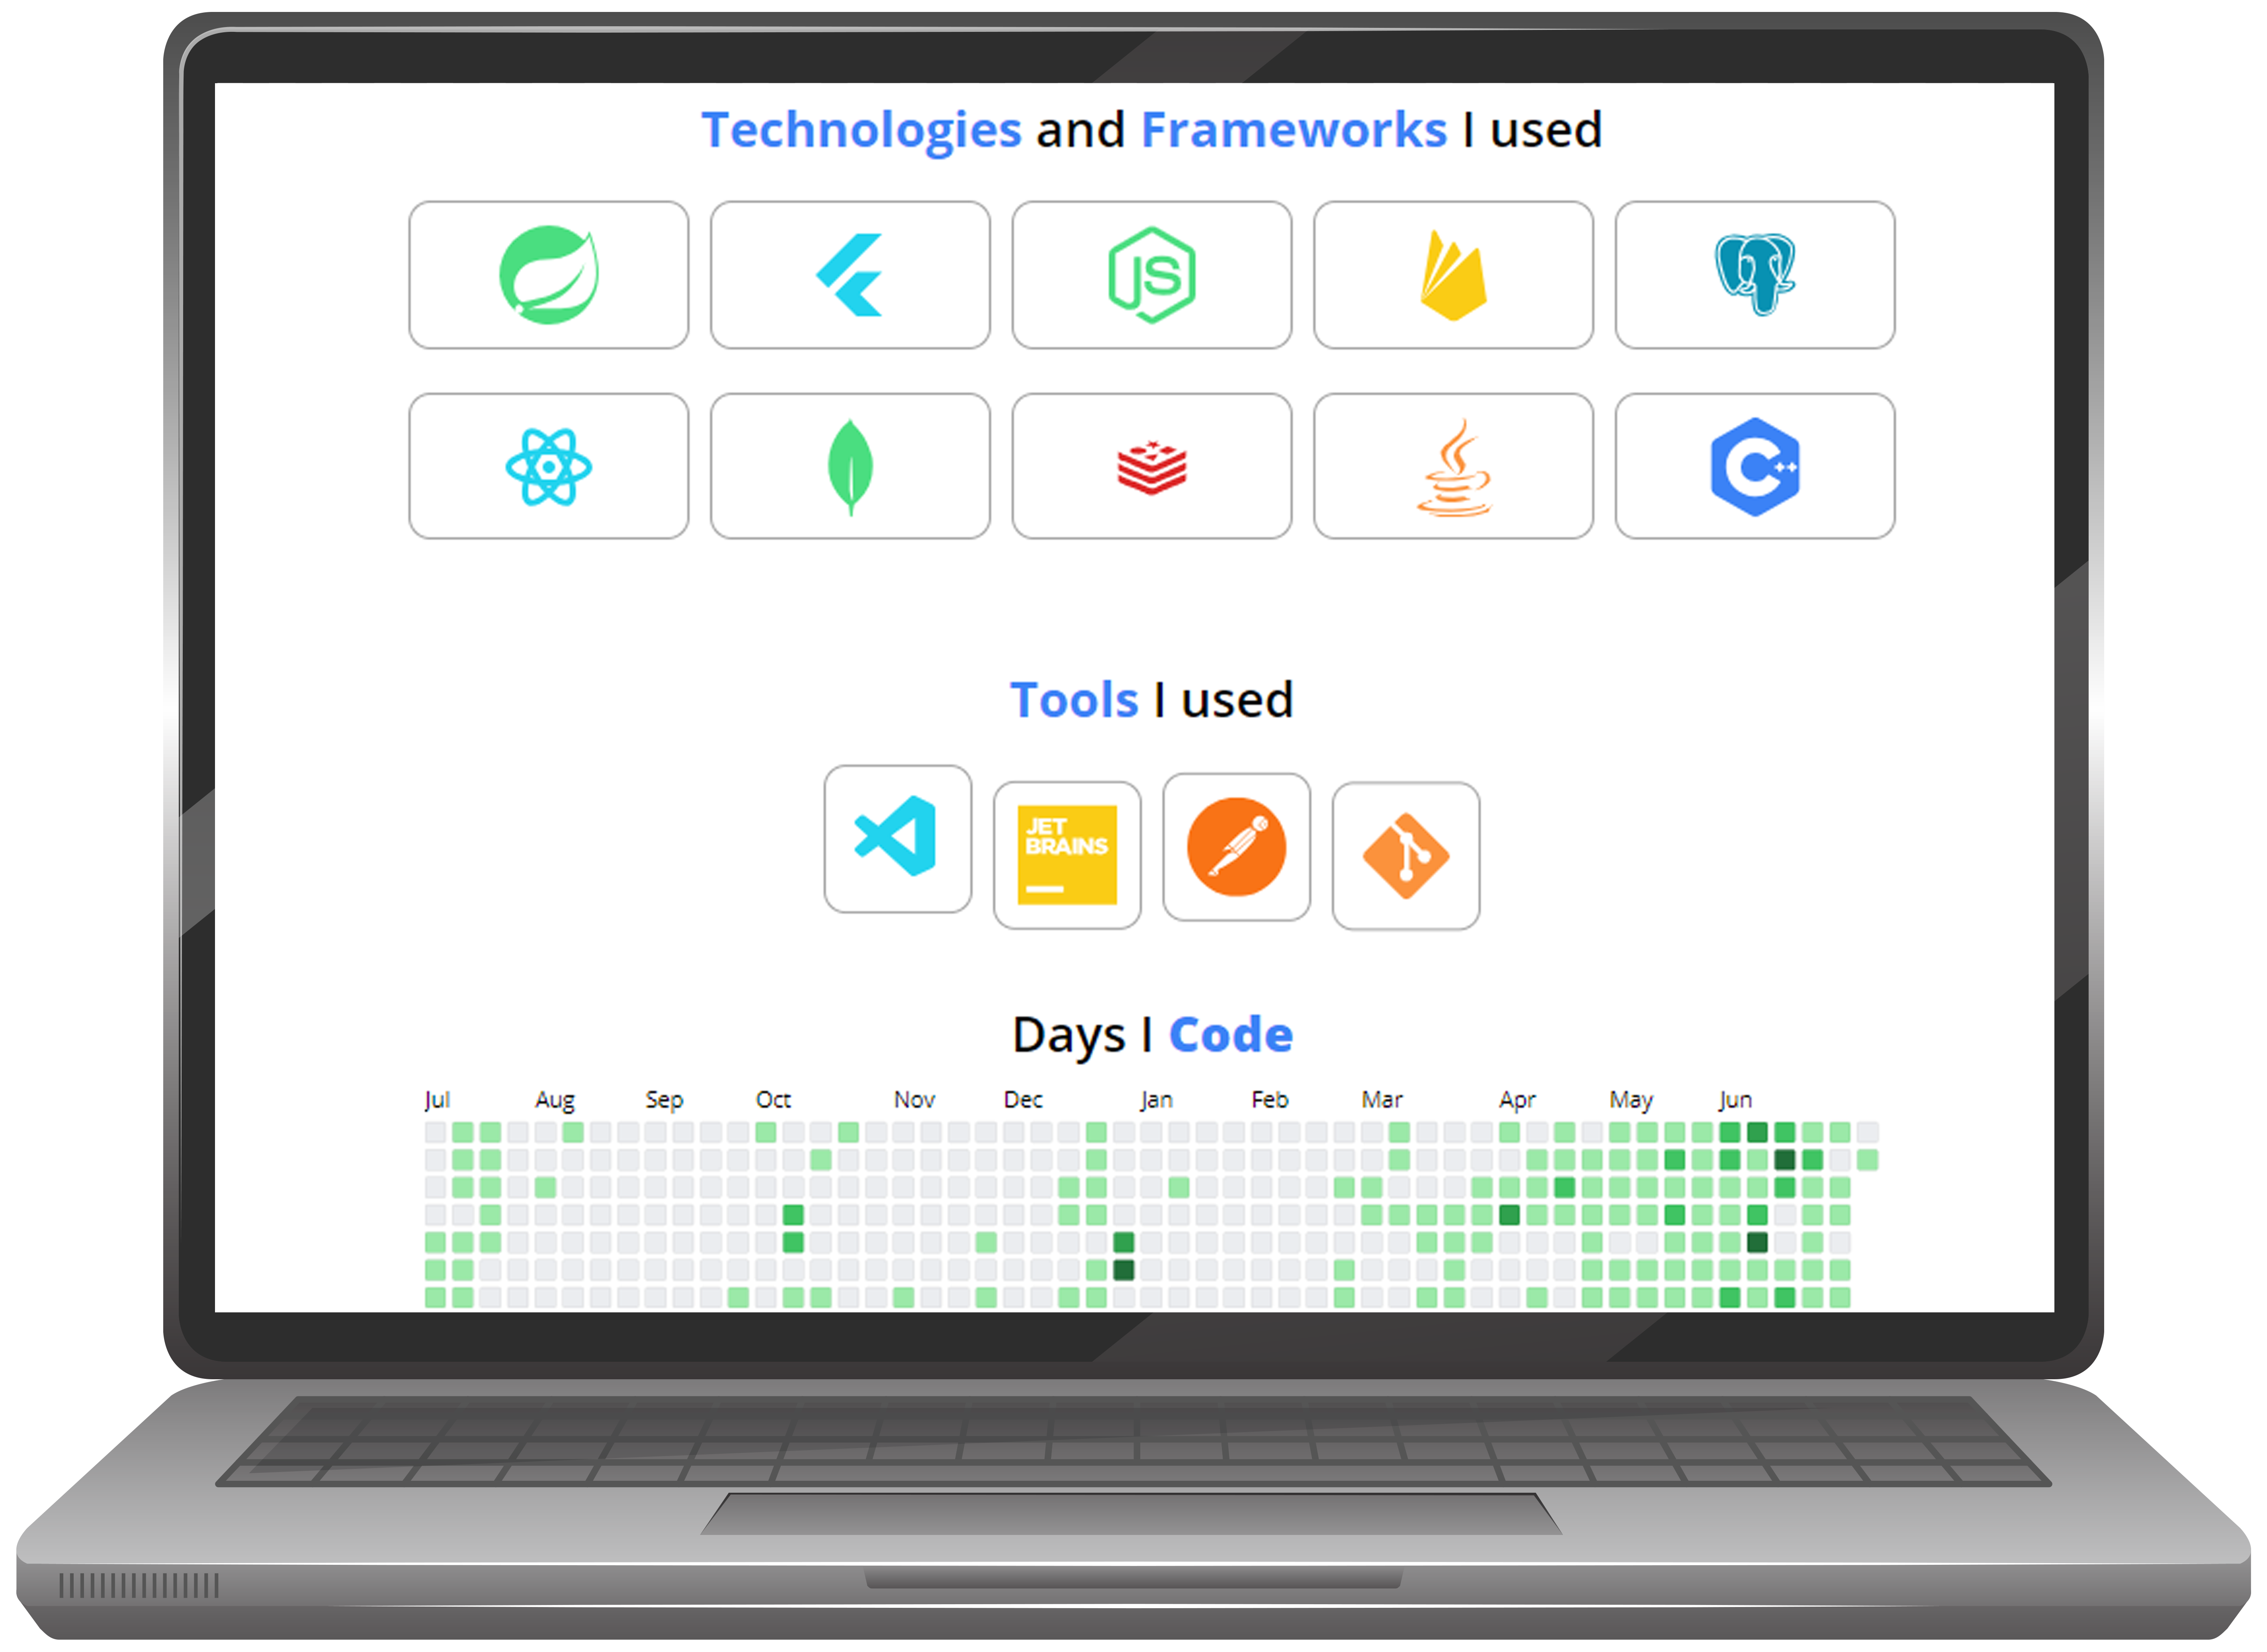 Technologies and Frameworks I used
JS
C++
Tools I used
JET
BRAINS
Days I Code
Jul Aug Sep Oct Nov Dec Jan Feb Mar Apr May Jun